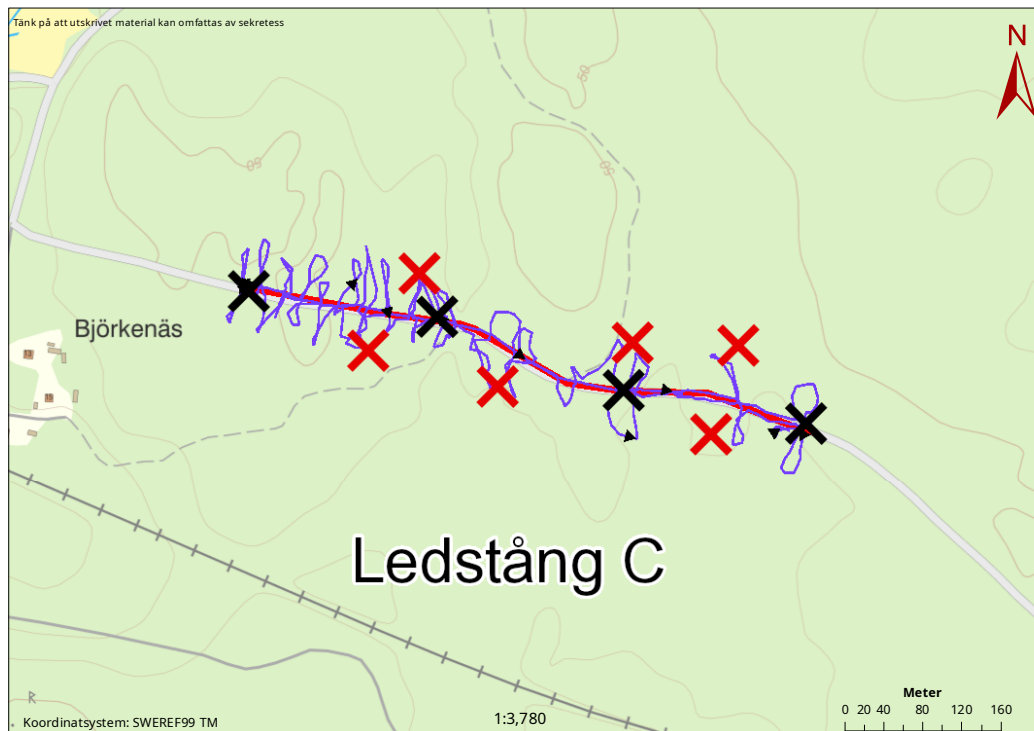 Tänk på att utskrivet material kan omfattas av sekretess
N
50
60
60
Björkenäs
Ledstång C
R
Meter
0 20 40 80 120 160
1:3,780
Koordinatsystem: SWEREF99 TM